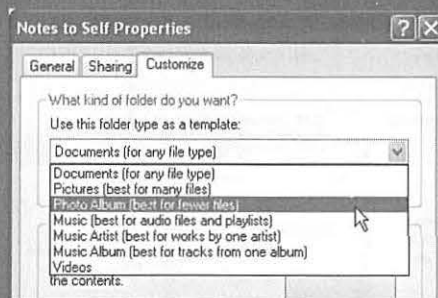 Notes to Self Properties
General Sharing Customize
What kind of folder do you want?
Use this folder type as a template:
Documents (for any file type)
Documents (for any file type)
Pictures (best for many files)
Photo Album (best for fewer files)
Music (best for audio files and playlists)
Music Artist (best for works by one artist)
Music Album (best for tracks from one album)
Videos
the contents.